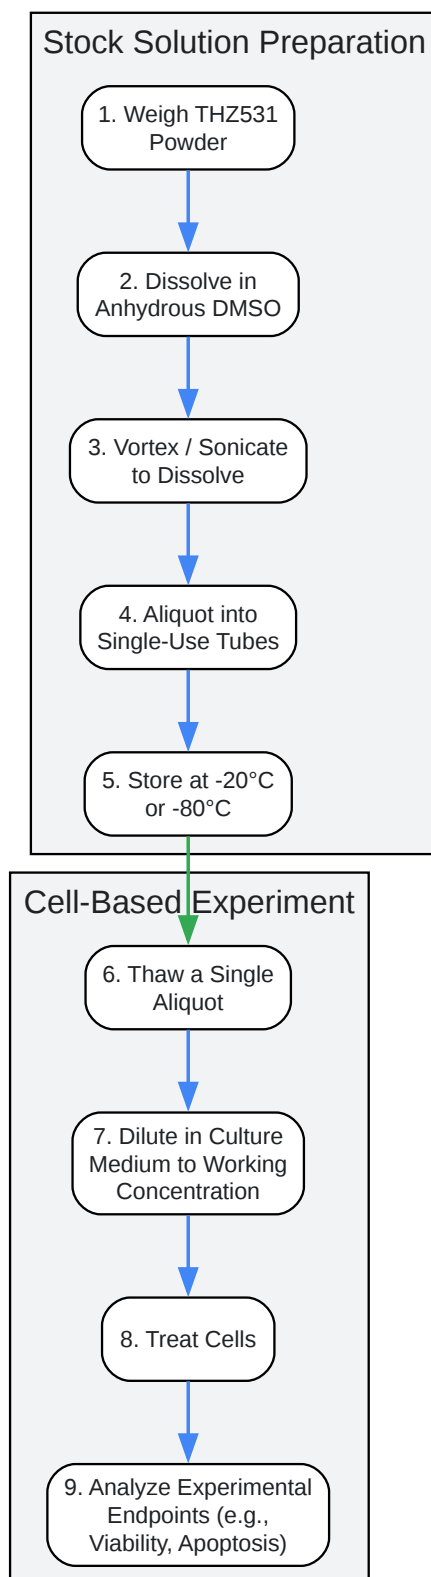 Stock Solution Preparation
1. Weigh THZ531
Powder
2. Dissolve in
Anhydrous DMSO
3. Vortex / Sonicate
to Dissolve
4. Aliquot into
Single-Use Tubes
5. Store at -20°C
or -80°C
Cell-Based Experiment
6. Thaw a Single
Aliquot
7. Dilute in Culture
Medium to Working
Concentration
8. Treat Cells
9. Analyze Experimental
Endpoints (e.g.,
Viability, Apoptosis)